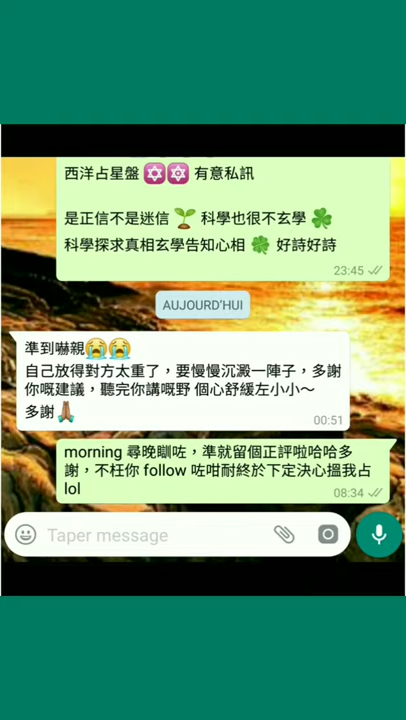 西洋占星盤 🔯🔯 有意私訊
是正信不是迷信 🌱 科學也很不玄學 🍀
科學探求真相玄學告知心相 🍀 好詩好詩
23:45
AUJOURD'HUI
準到嚇親😭😭
自己放得對方太重了，要慢慢沉澱一陣子，多謝
你嘅建議，聽完你講嘅野 個心舒緩左小小～
多謝🙏🏽
00:51
morning 尋晚瞓咗，準就留個正評啦哈哈多
謝，不枉你 follow 咗咁耐終於下定決心搵我占
lol
08:34
Taper message